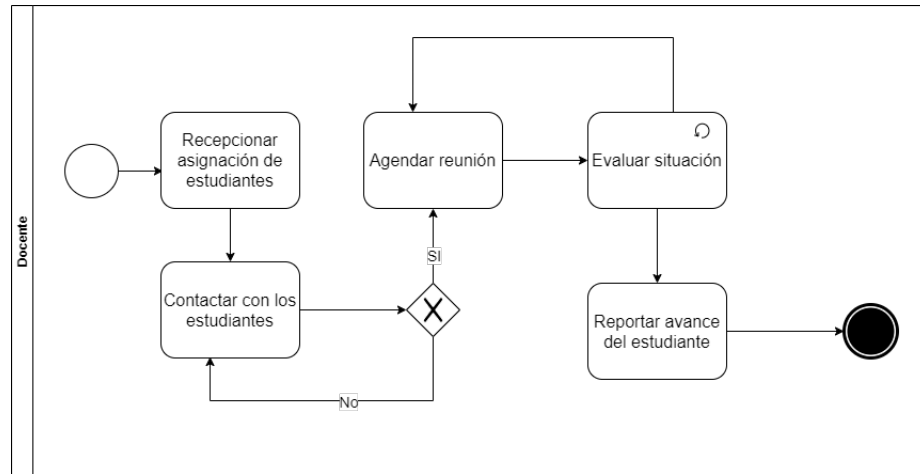 Docente
Recepcionar
asignación de
estudiantes
Agendar reunión
Evaluar situación
SI
Contactar con los
estudiantes
No
Reportar avance
del estudiante